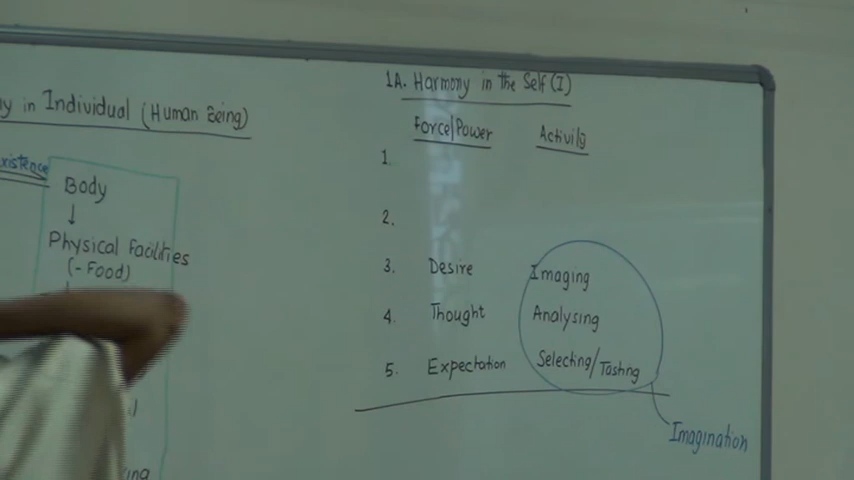 y in Individual (Human Being)
xistence
Body
↓
Physical Facilities
(- Food)
ing
1A. Harmony in the Self (I)
Force/Power Activity
1.
2.
3. Desire Imaging
4. Thought Analysing
5. Expectation Selecting/Tasting
Imagination